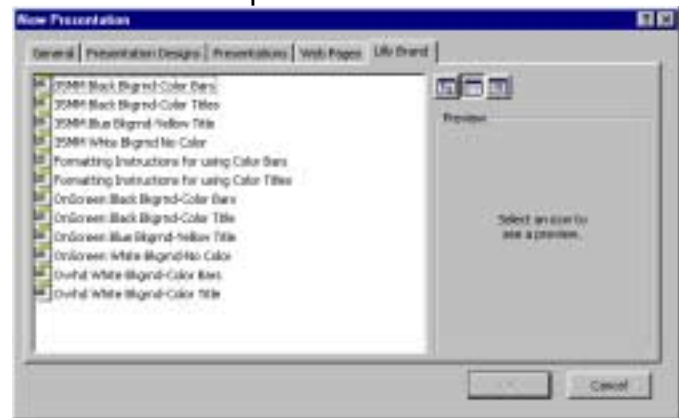 New Presentation
General Presentation Designs Presentations Web Pages Lilly Brand
35MM Black Bkgrnd-Color Bars
35MM Black Bkgrnd-Color Titles
35MM Blue Bkgrnd-Yellow Title
35MM White Bkgrnd No Color
Formatting Instructions for using Color Bars
Formatting Instructions for using Color Titles
OnScreen Black Bkgrnd-Color Bars
OnScreen Black Bkgrnd-Color Title
OnScreen Blue Bkgrnd-Yellow Title
OnScreen White Bkgrnd-No Color
Ovrhd White Bkgrnd-Color Bars
Ovrhd White Bkgrnd-Color Title
Preview
Select an icon to
see a preview.
Cancel